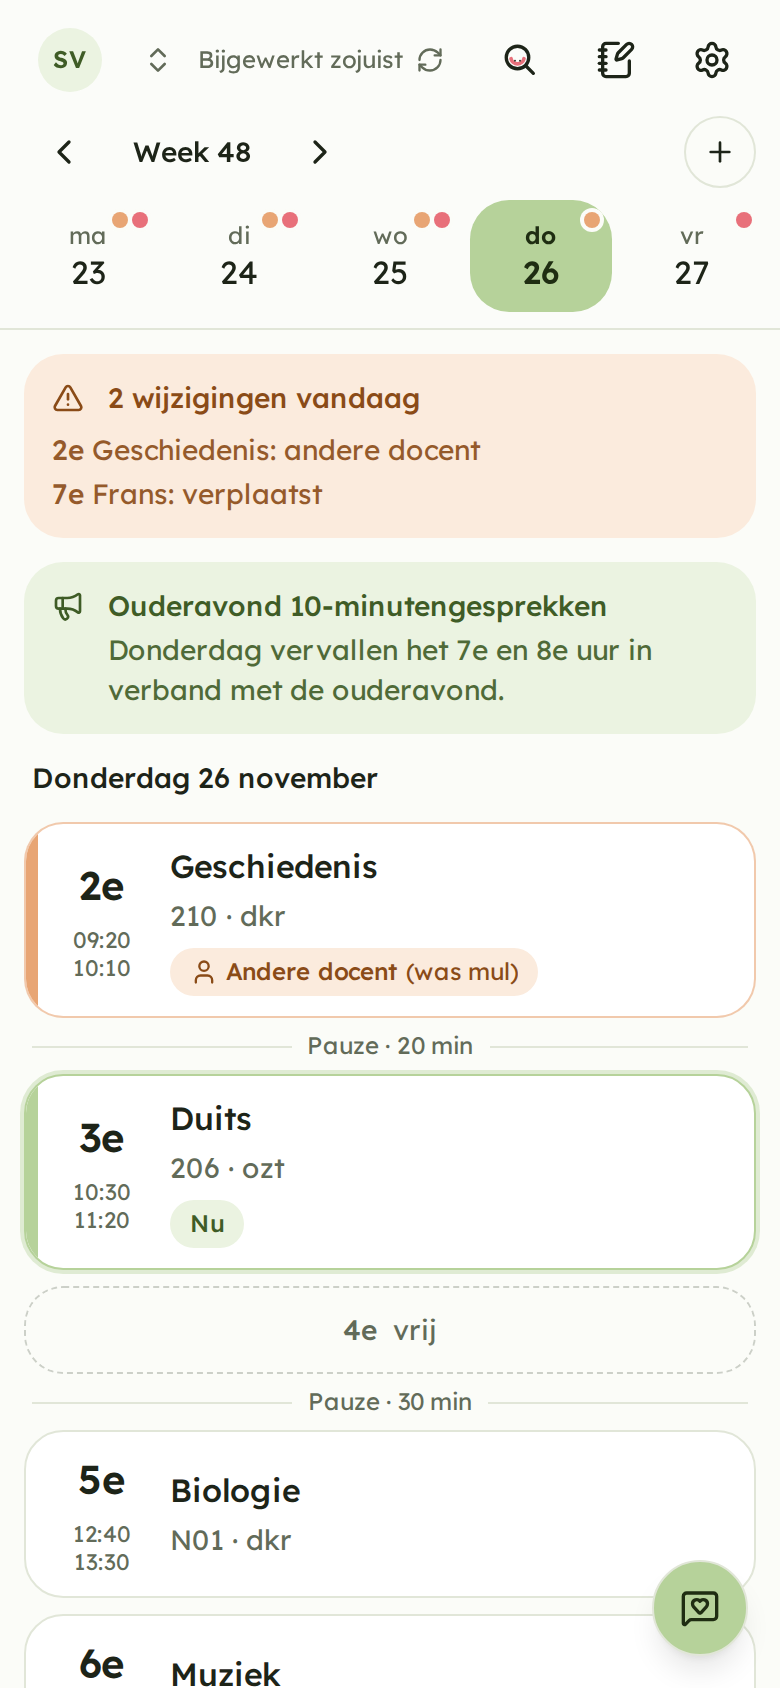 SV
Bijgewerkt zojuist
Week 48
ma
23
di
24
wo
25
do
26
vr
27
2 wijzigingen vandaag
2e Geschiedenis: andere docent
7e Frans: verplaatst
Ouderavond 10-minutengesprekken
Donderdag vervallen het 7e en 8e uur in
verband met de ouderavond.
Donderdag 26 november
2e
09:20
10:10
Geschiedenis
210 · dkr
Andere docent (was mul)
Pauze · 20 min
3e
10:30
11:20
Duits
206 · ozt
Nu
4e vrij
Pauze · 30 min
5e
12:40
13:30
Biologie
N01 · dkr
6e
Muziek